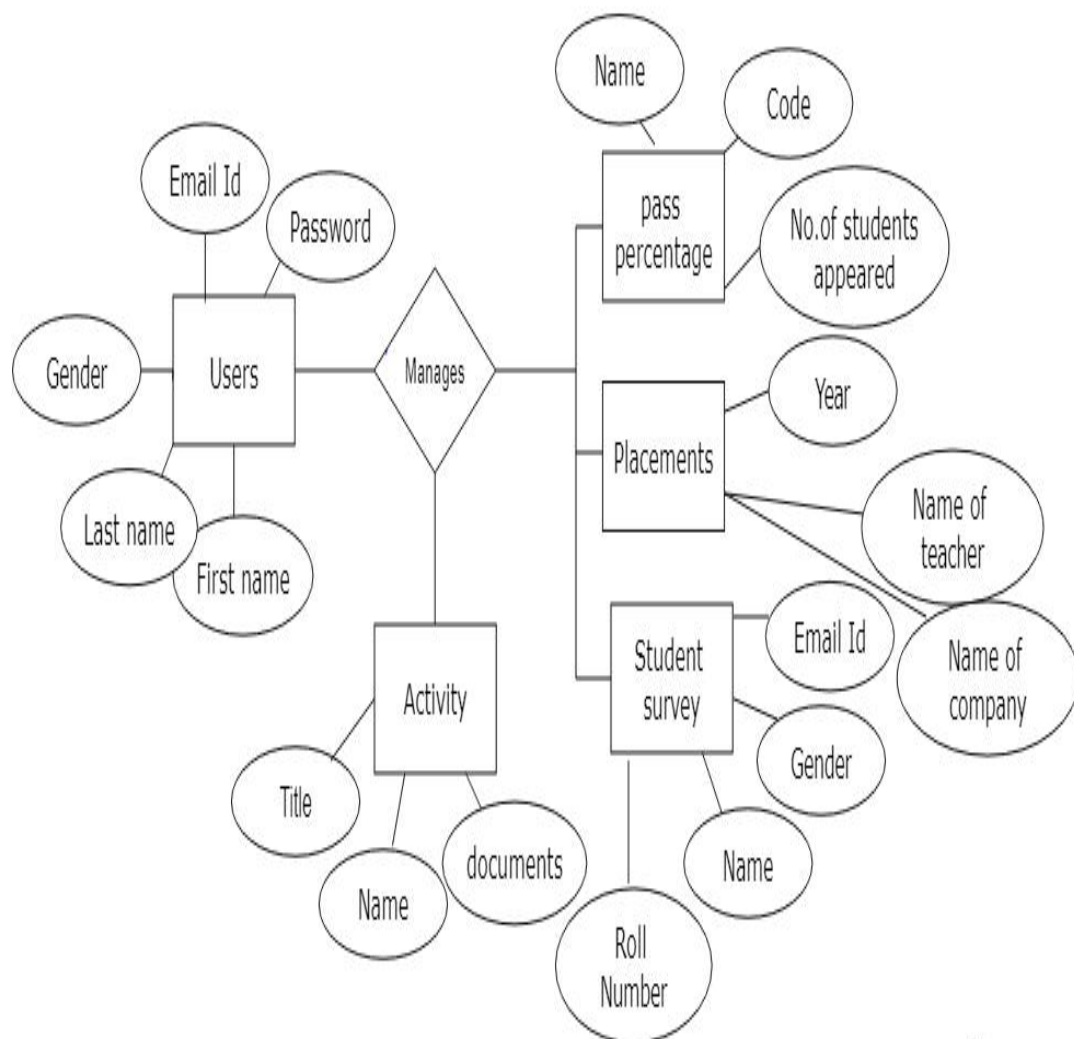 Name
Code
Email Id
Password
pass
percentage
No.of students
appeared
Gender
Users
Manages
Year
Placements
Last name
First name
Name of
teacher
Email Id
Student
survey
Name of
company
Activity
Gender
Title
documents
Name
Name
Roll
Number